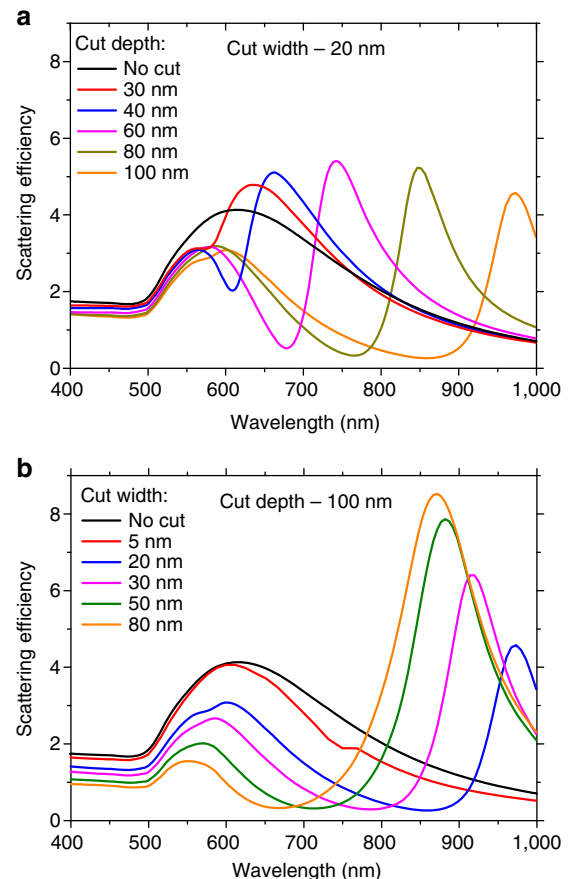 a
Cut depth:
Cut width – 20 nm
No cut
30 nm
40 nm
60 nm
80 nm
100 nm
Scattering efficiency
8
6
4
2
0
400 500 600 700 800 900 1,000
Wavelength (nm)
b
Cut width:
Cut depth – 100 nm
No cut
5 nm
20 nm
30 nm
50 nm
80 nm
Scattering efficiency
8
6
4
2
0
400 500 600 700 800 900 1,000
Wavelength (nm)